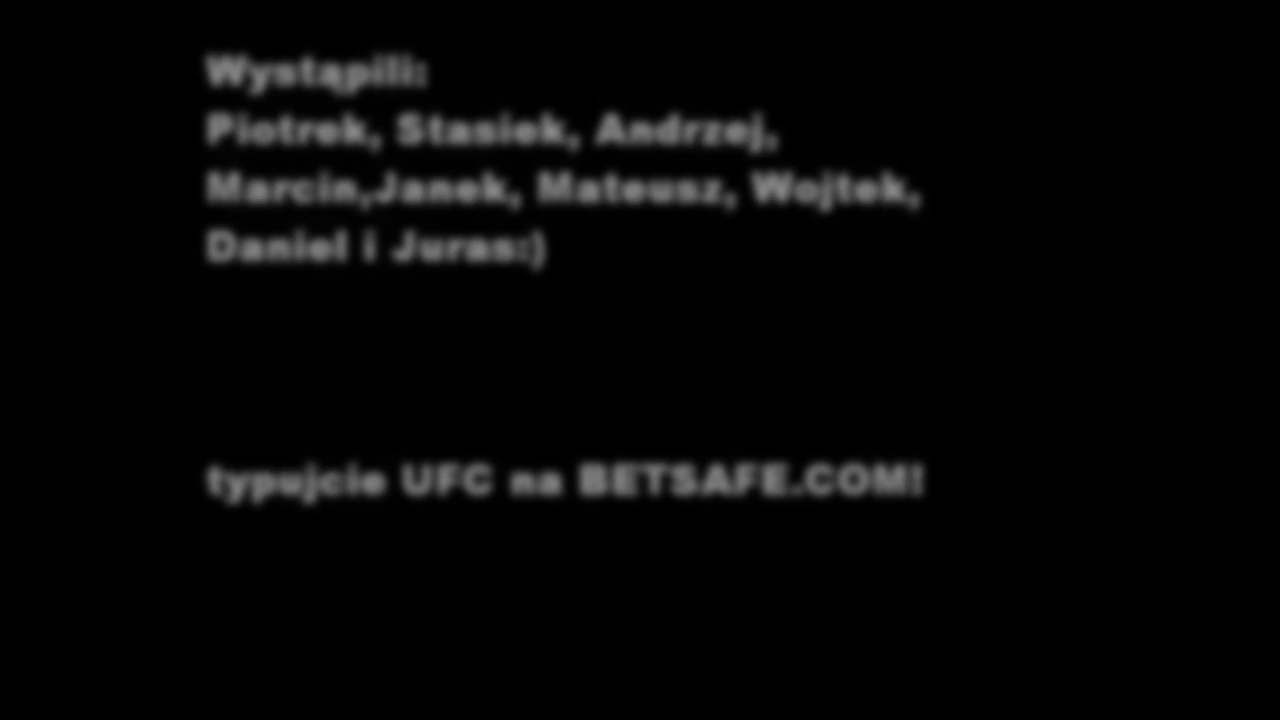 Wystąpili:
Piotrek, Stasiek, Andrzej,
Marcin,Janek, Mateusz, Wojtek,
Daniel i Juras:)
typujcie UFC na BETSAFE.COM!